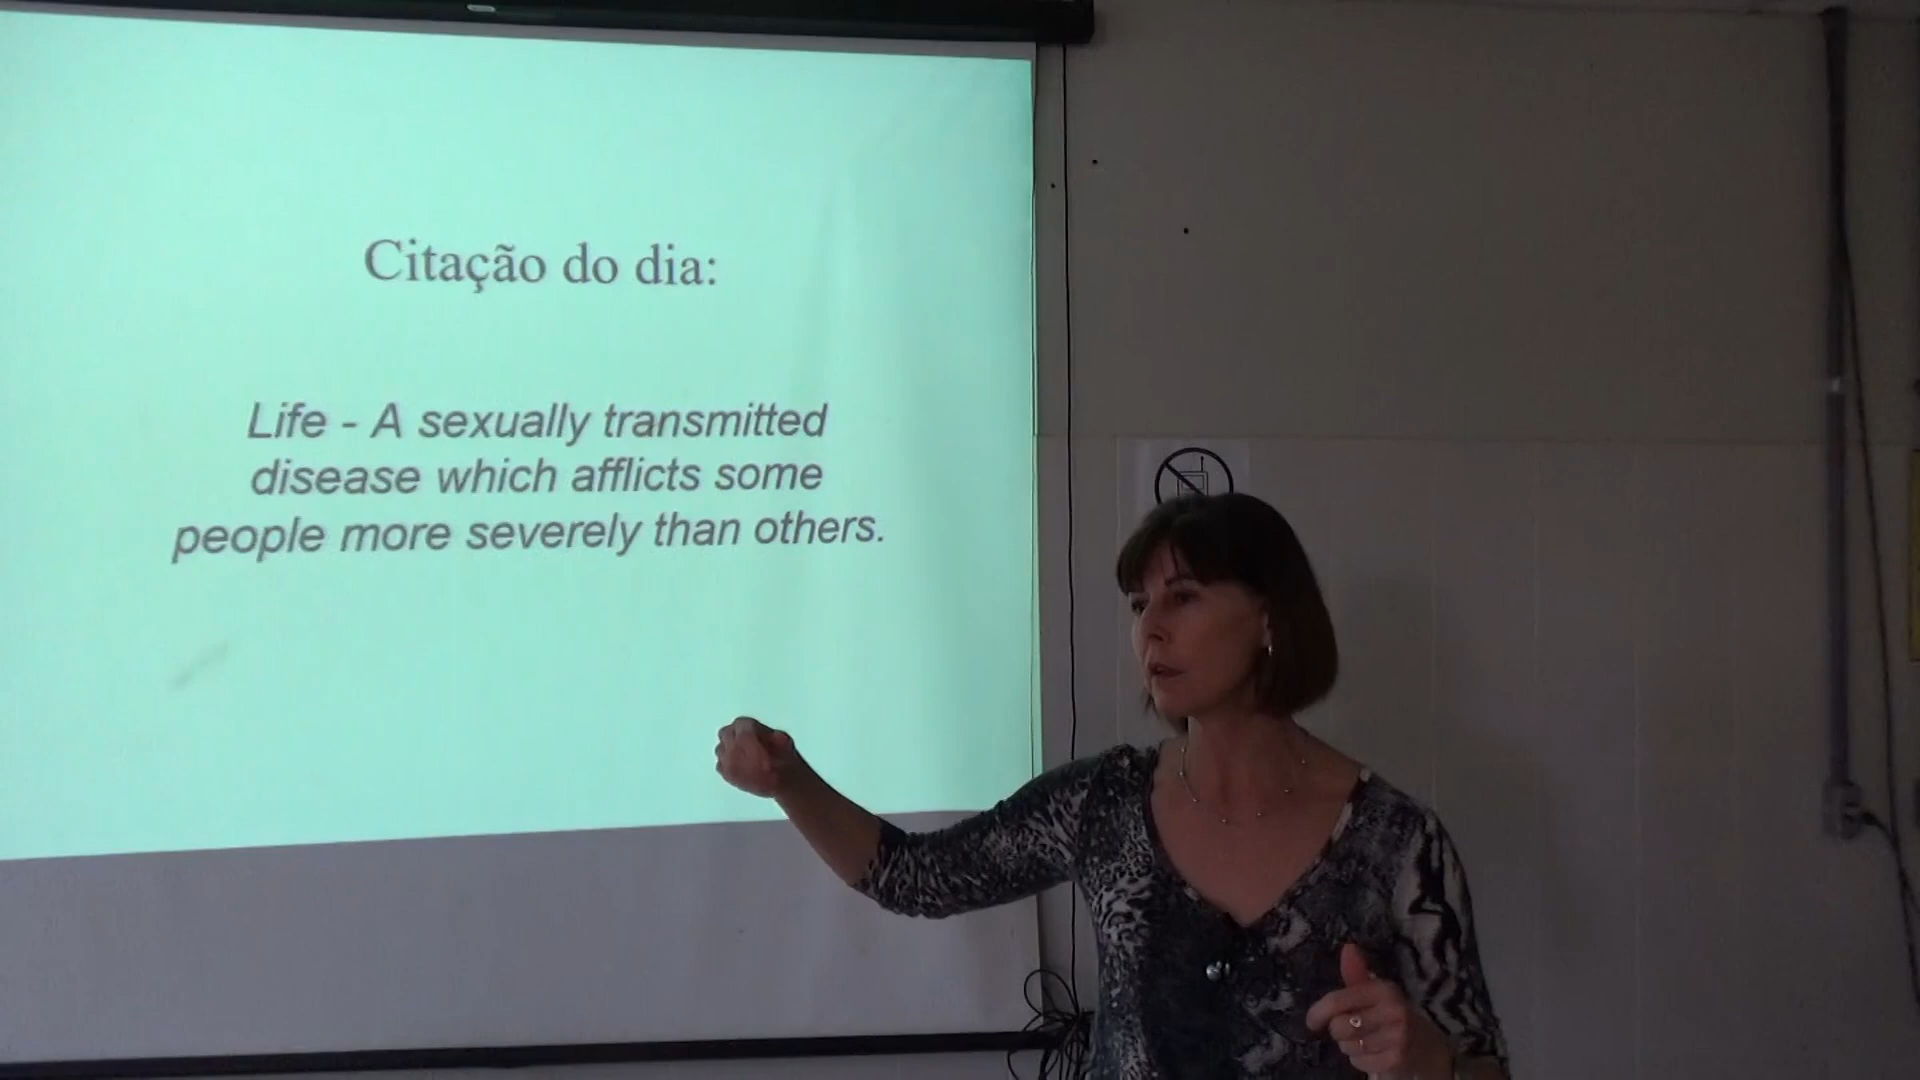 Citação do dia:
Life - A sexually transmitted
disease which afflicts some
people more severely than others.